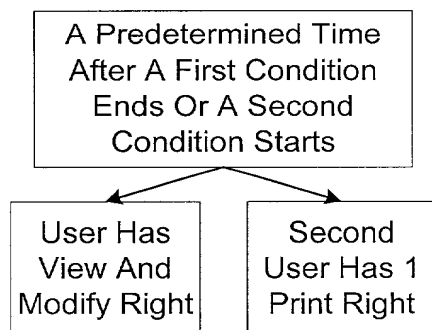 A Predetermined Time
After A First Condition
Ends Or A Second
Condition Starts
User Has
View And
Modify Right
Second
User Has 1
Print Right